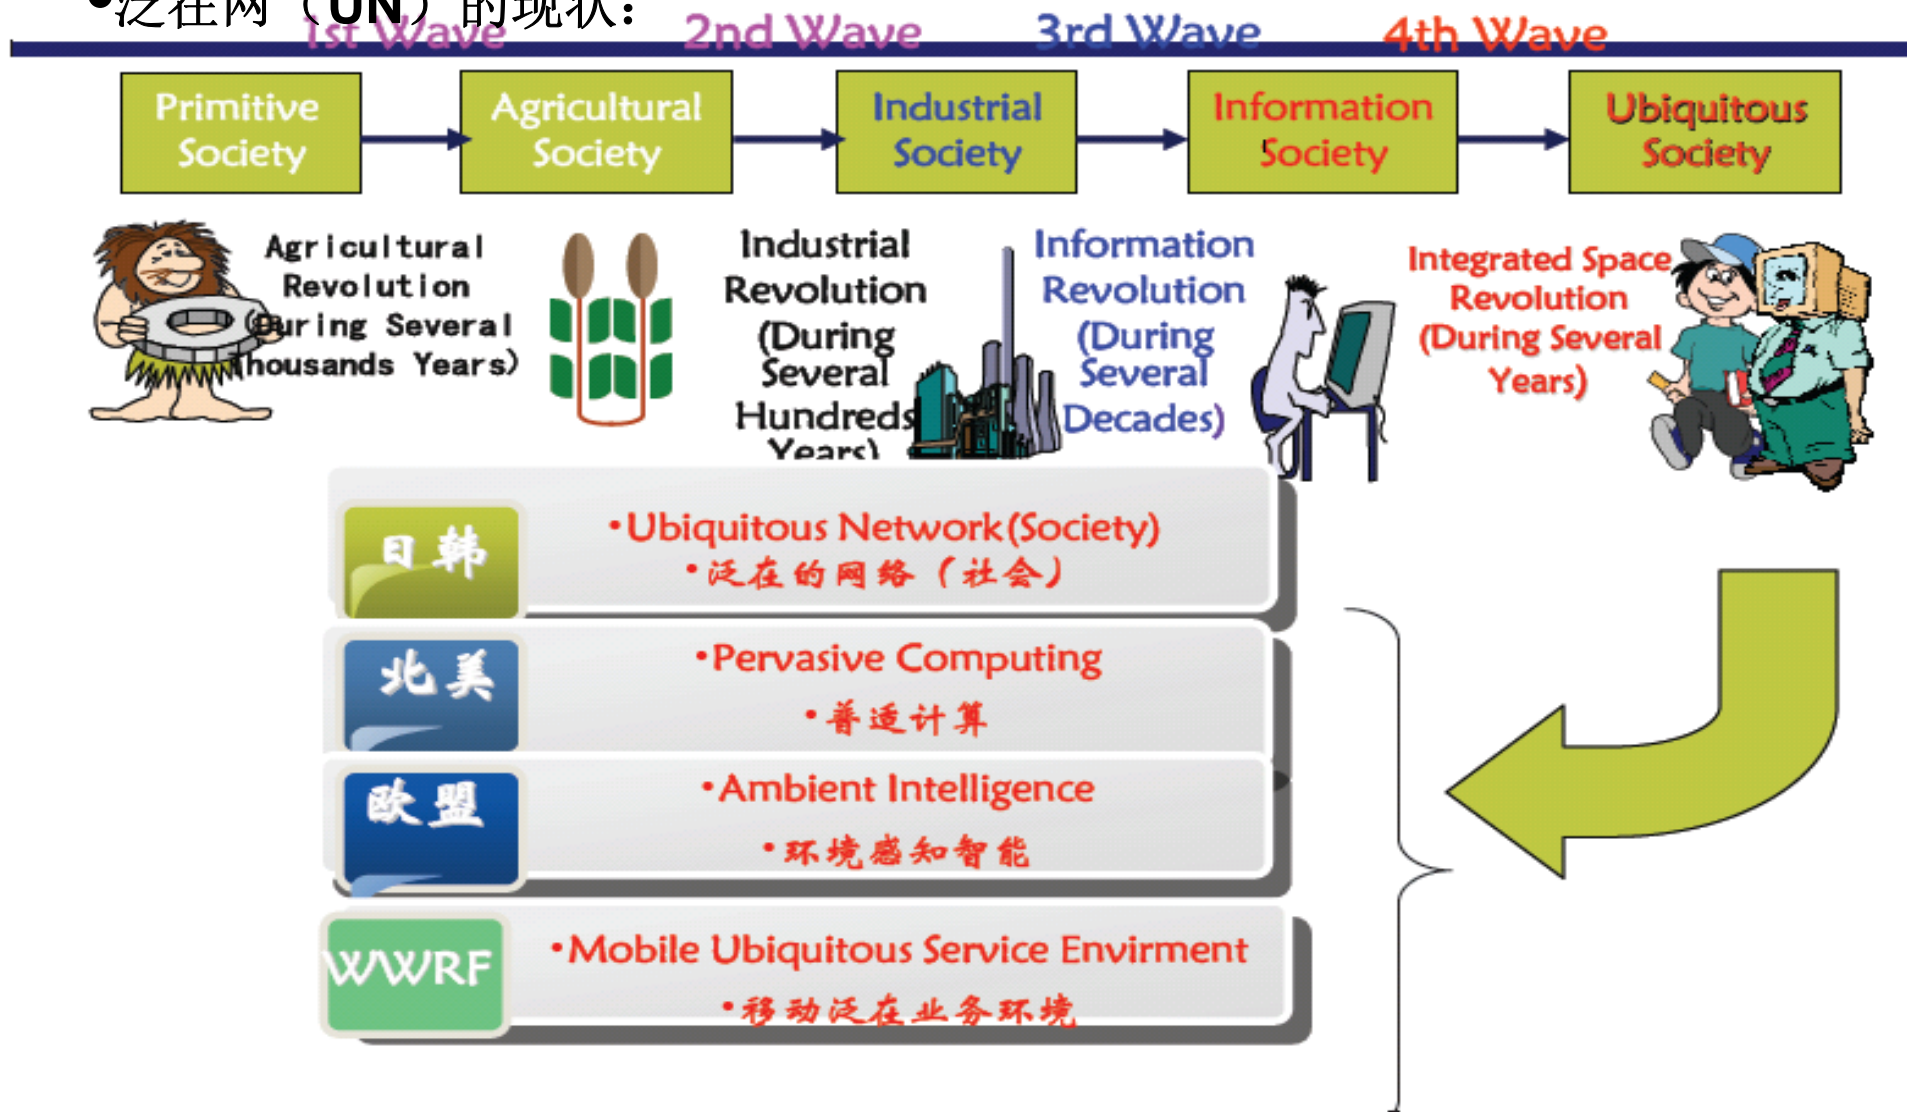 •泛在网（UN）的现状：
1st Wave
2nd Wave
3rd Wave
4th Wave
Primitive
Society
Agricultural
Society
Industrial
Society
Information
Society
Ubiquitous
Society
Agricultural
Revolution
(During Several
Thousands Years)
Industrial
Revolution
(During
Several
Hundreds
Years)
Information
Revolution
(During
Several
Decades)
Integrated Space
Revolution
(During Several
Years)
日韩
•Ubiquitous Network(Society)
•泛在的网络（社会）
北美
•Pervasive Computing
•普适计算
欧盟
•Ambient Intelligence
•环境感知智能
WWRF
•Mobile Ubiquitous Service Envirment
•移动泛在业务环境